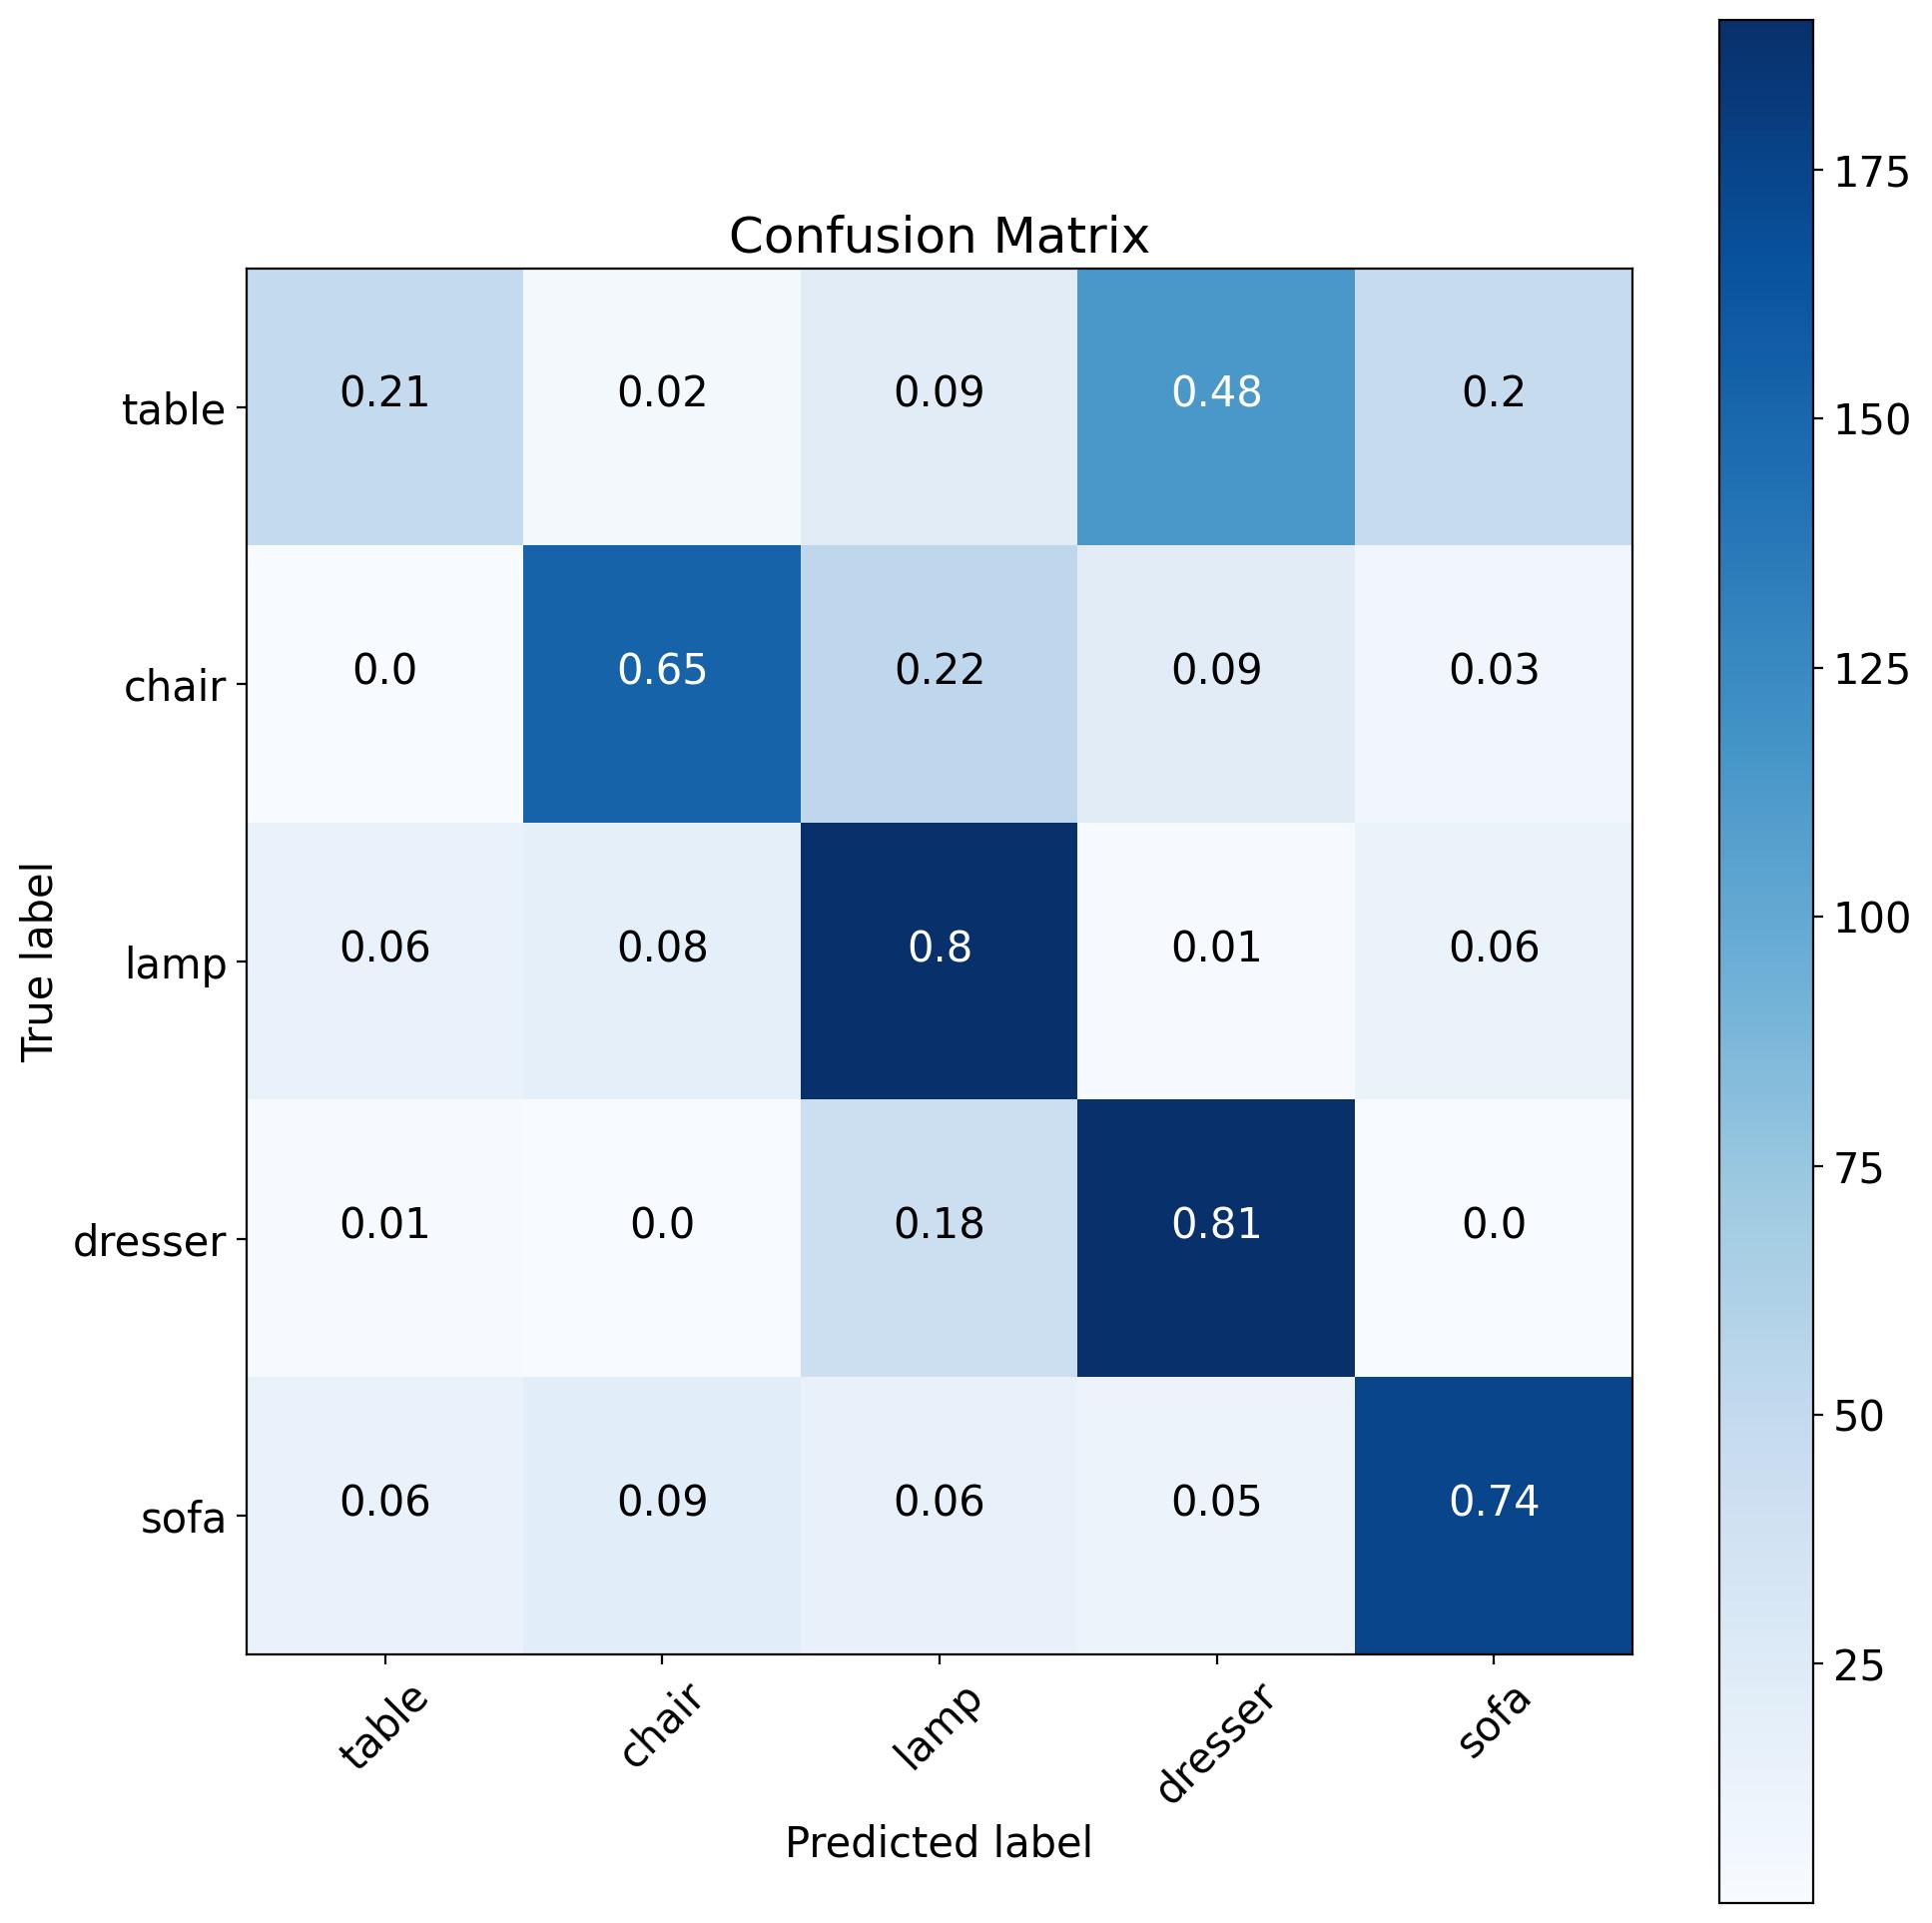 Confusion Matrix
table 0.21 0.02 0.09 0.48 0.2
chair 0.0 0.65 0.22 0.09 0.03
lamp 0.06 0.08 0.8 0.01 0.06
dresser 0.01 0.0 0.18 0.81 0.0
sofa 0.06 0.09 0.06 0.05 0.74
table chair lamp dresser sofa
True label
Predicted label
175
150
125
100
75
50
25